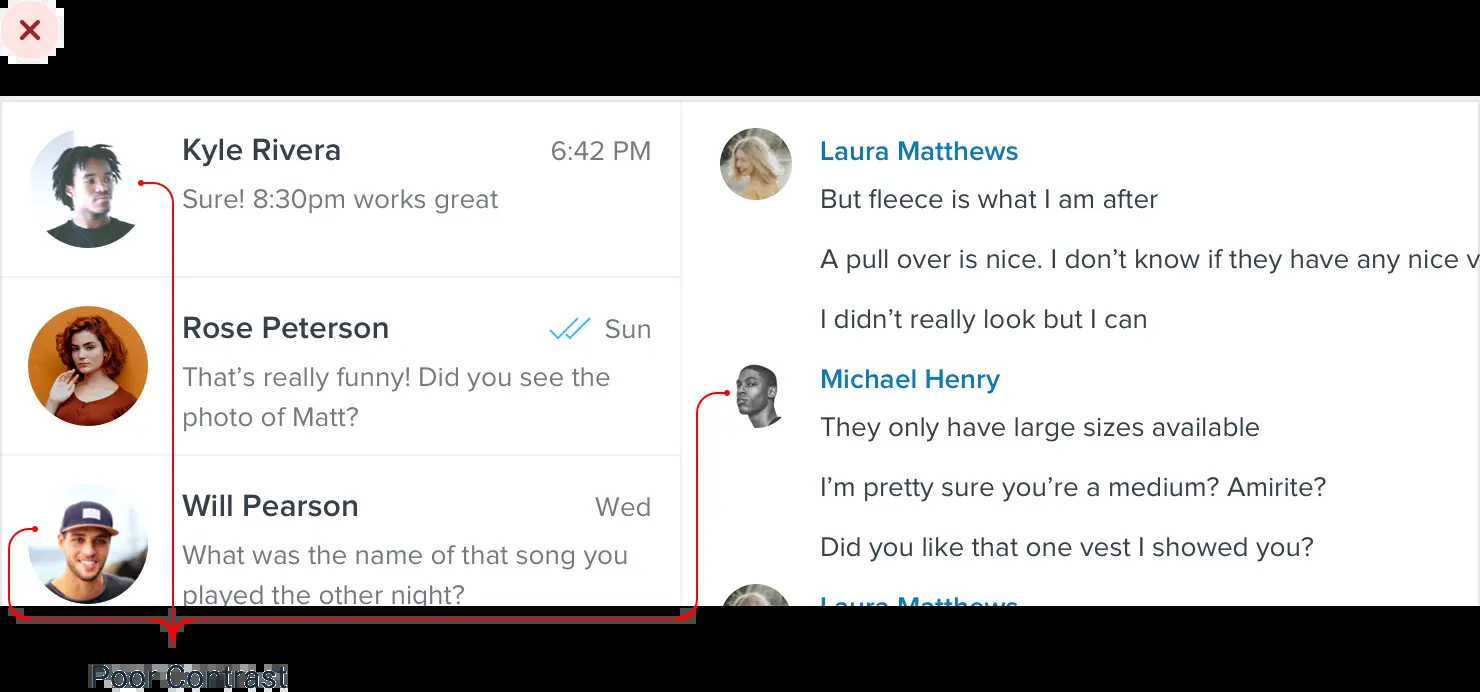 Kyle Rivera
6:42 PM
Sure! 8:30pm works great
Rose Peterson
Sun
That’s really funny! Did you see the
photo of Matt?
Will Pearson
Wed
What was the name of that song you
played the other night?
Laura Matthews
But fleece is what I am after
A pull over is nice. I don’t know if they have any nice v
I didn’t really look but I can
Michael Henry
They only have large sizes available
I’m pretty sure you’re a medium? Amirite?
Did you like that one vest I showed you?
Laura Matthews
Poor Contrast